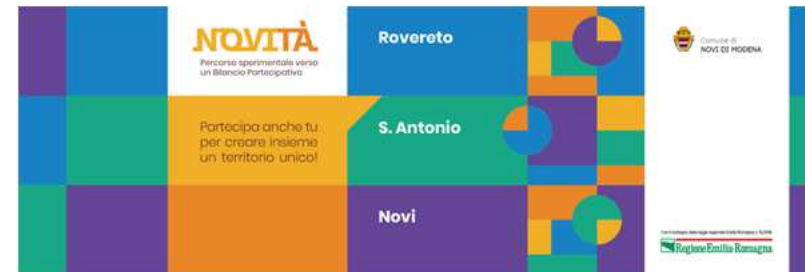 NOVITÀ
Percorso sperimentale verso
un Bilancio Partecipativo
Partecipa anche tu
per creare insieme
un territorio unico!
Rovereto
S. Antonio
Novi
Comune di
NOVI DI MODENA
Regione Emilia-Romagna